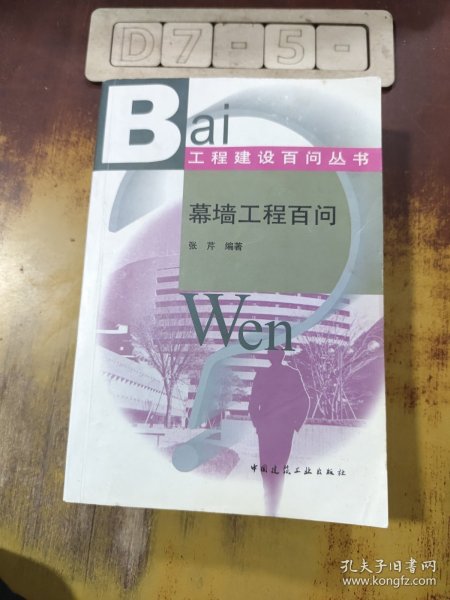 D7-5-
Bai
工程建设百问丛书
幕墙工程百问
张芹 编著
Wen
中国建筑工业出版社
孔夫子旧书网
www.kongfz.com